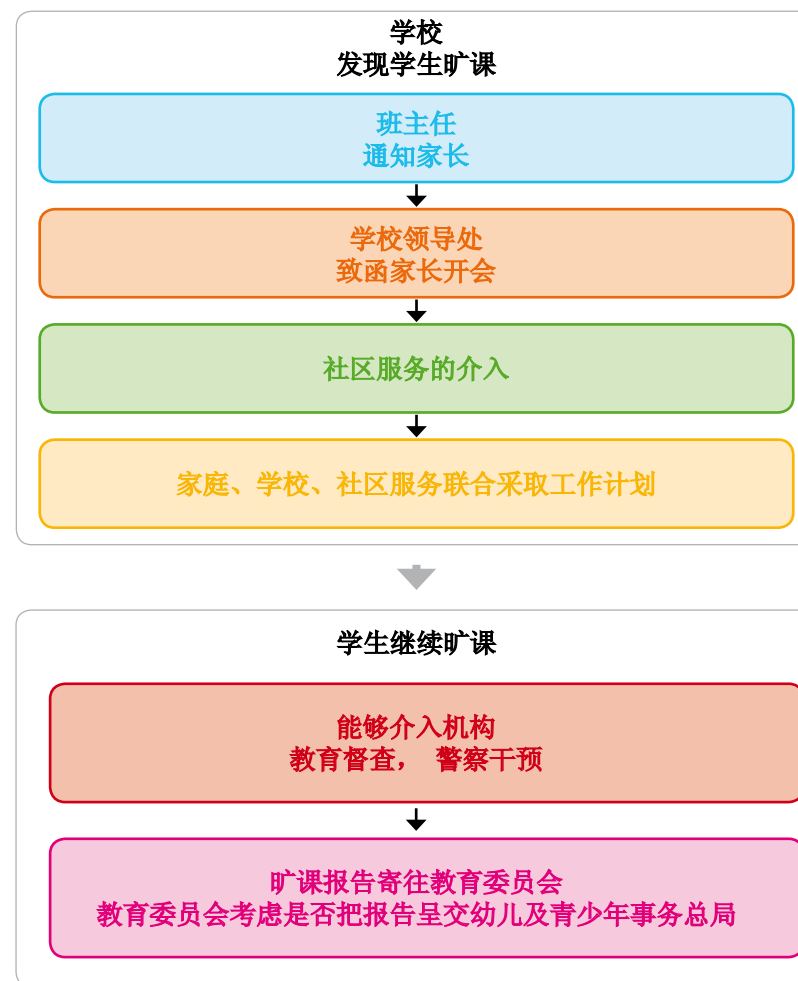 学校
发现学生旷课
班主任
通知家长
学校领导处
致函家长开会
社区服务的介入
家庭、学校、社区服务联合采取工作计划
学生继续旷课
能够介入机构
教育督查， 警察干预
旷课报告寄往教育委员会
教育委员会考虑是否把报告呈交幼儿及青少年事务总局